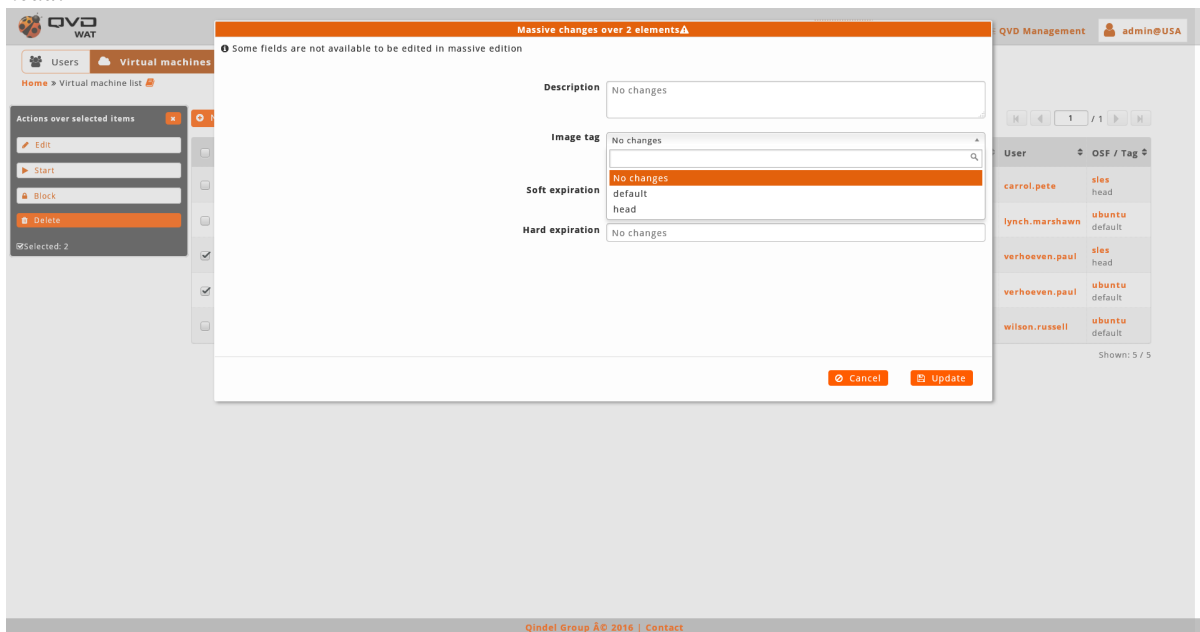 QVD
WAT
Massive changes over 2 elements
QVD Management
admin@USA
Some fields are not available to be edited in massive edition
Users
Virtual machines
Home » Virtual machine list
Description
No changes
Actions over selected items
Edit
Start
Block
Delete
Selected: 2
1 / 1
Image tag
No changes
No changes
default
head
Soft expiration
Hard expiration
No changes
User
OSF / Tag
carrol.pete
sles
head
lynch.marshawn
ubuntu
default
verhoeven.paul
sles
head
verhoeven.paul
ubuntu
default
wilson.russell
ubuntu
default
Shown: 5 / 5
Cancel
Update
Qindel Group Â© 2016 | Contact